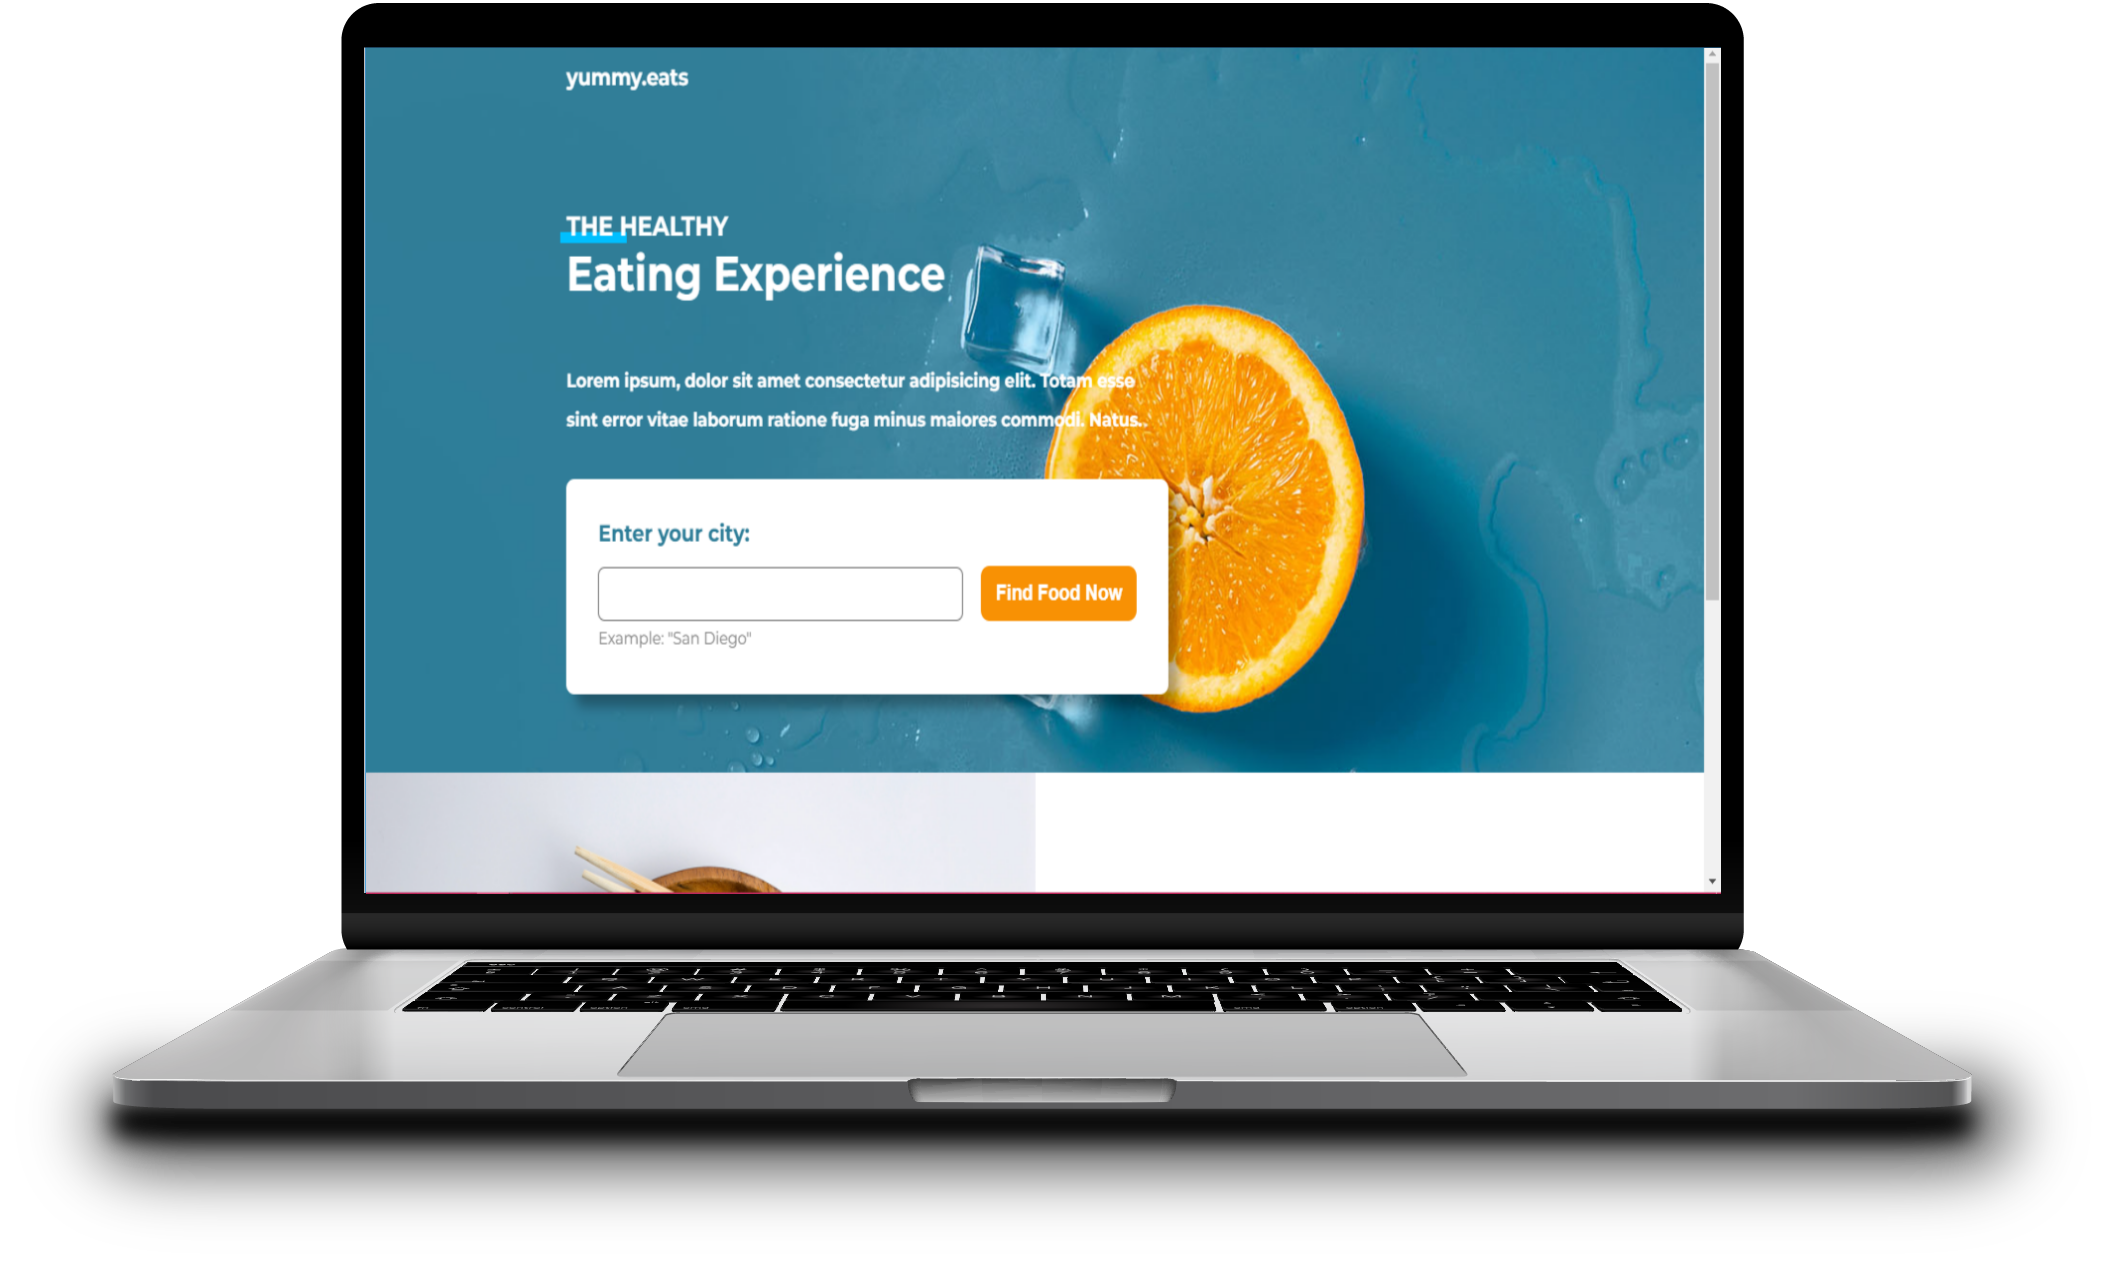 yummy.eats
THE HEALTHY
Eating Experience
Lorem ipsum, dolor sit amet consectetur adipisicing elit. Totam esse
sint error vitae laborum ratione fuga minus maiores commodi. Natus..
Enter your city:
Find Food Now
Example: "San Diego"